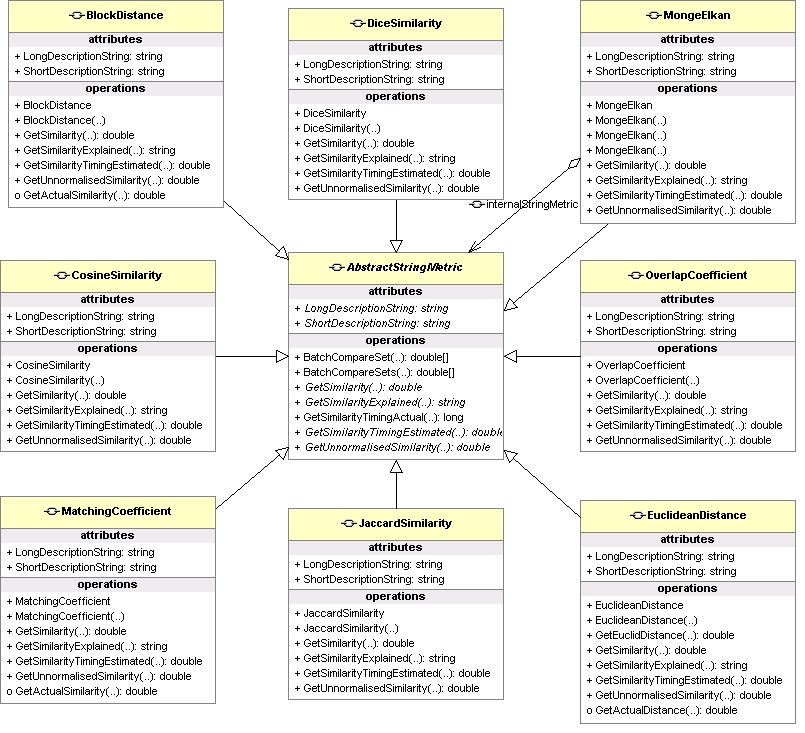 BlockDistance
attributes
+ LongDescriptionString: string
+ ShortDescriptionString: string
operations
+ BlockDistance
+ BlockDistance(..)
+ GetSimilarity(..): double
+ GetSimilarityExplained(..): string
+ GetSimilarityTimingEstimated(..): double
+ GetUnnormalisedSimilarity(..): double
o GetActualSimilarity(..): double
DiceSimilarity
attributes
+ LongDescriptionString: string
+ ShortDescriptionString: string
operations
+ DiceSimilarity
+ DiceSimilarity(..)
+ GetSimilarity(..): double
+ GetSimilarityExplained(..): string
+ GetSimilarityTimingEstimated(..): double
+ GetUnnormalisedSimilarity(..): double
MongeElkan
attributes
+ LongDescriptionString: string
+ ShortDescriptionString: string
operations
+ MongeElkan
+ MongeElkan(..)
+ MongeElkan(..)
+ MongeElkan(..)
+ GetSimilarity(..): double
+ GetSimilarityExplained(..): string
+ GetSimilarityTimingEstimated(..): double
+ GetUnnormalisedSimilarity(..): double
internalStringMetric
CosineSimilarity
attributes
+ LongDescriptionString: string
+ ShortDescriptionString: string
operations
+ CosineSimilarity
+ CosineSimilarity(..)
+ GetSimilarity(..): double
+ GetSimilarityExplained(..): string
+ GetSimilarityTimingEstimated(..): double
+ GetUnnormalisedSimilarity(..): double
AbstractStringMetric
attributes
+ LongDescriptionString: string
+ ShortDescriptionString: string
operations
+ BatchCompareSet(..): double[]
+ BatchCompareSets(..): double[]
+ GetSimilarity(..): double
+ GetSimilarityExplained(..): string
+ GetSimilarityTimingActual(..): long
+ GetSimilarityTimingEstimated(..): double
+ GetUnnormalisedSimilarity(..): double
OverlapCoefficient
attributes
+ LongDescriptionString: string
+ ShortDescriptionString: string
operations
+ OverlapCoefficient
+ OverlapCoefficient(..)
+ GetSimilarity(..): double
+ GetSimilarityExplained(..): string
+ GetSimilarityTimingEstimated(..): double
+ GetUnnormalisedSimilarity(..): double
MatchingCoefficient
attributes
+ LongDescriptionString: string
+ ShortDescriptionString: string
operations
+ MatchingCoefficient
+ MatchingCoefficient(..)
+ GetSimilarity(..): double
+ GetSimilarityExplained(..): string
+ GetSimilarityTimingEstimated(..): double
+ GetUnnormalisedSimilarity(..): double
o GetActualSimilarity(..): double
JaccardSimilarity
attributes
+ LongDescriptionString: string
+ ShortDescriptionString: string
operations
+ JaccardSimilarity
+ JaccardSimilarity(..)
+ GetSimilarity(..): double
+ GetSimilarityExplained(..): string
+ GetSimilarityTimingEstimated(..): double
+ GetUnnormalisedSimilarity(..): double
EuclideanDistance
attributes
+ LongDescriptionString: string
+ ShortDescriptionString: string
operations
+ EuclideanDistance
+ EuclideanDistance(..)
+ GetEuclidDistance(..): double
+ GetSimilarity(..): double
+ GetSimilarityExplained(..): string
+ GetSimilarityTimingEstimated(..): double
+ GetUnnormalisedSimilarity(..): double
o GetActualDistance(..): double